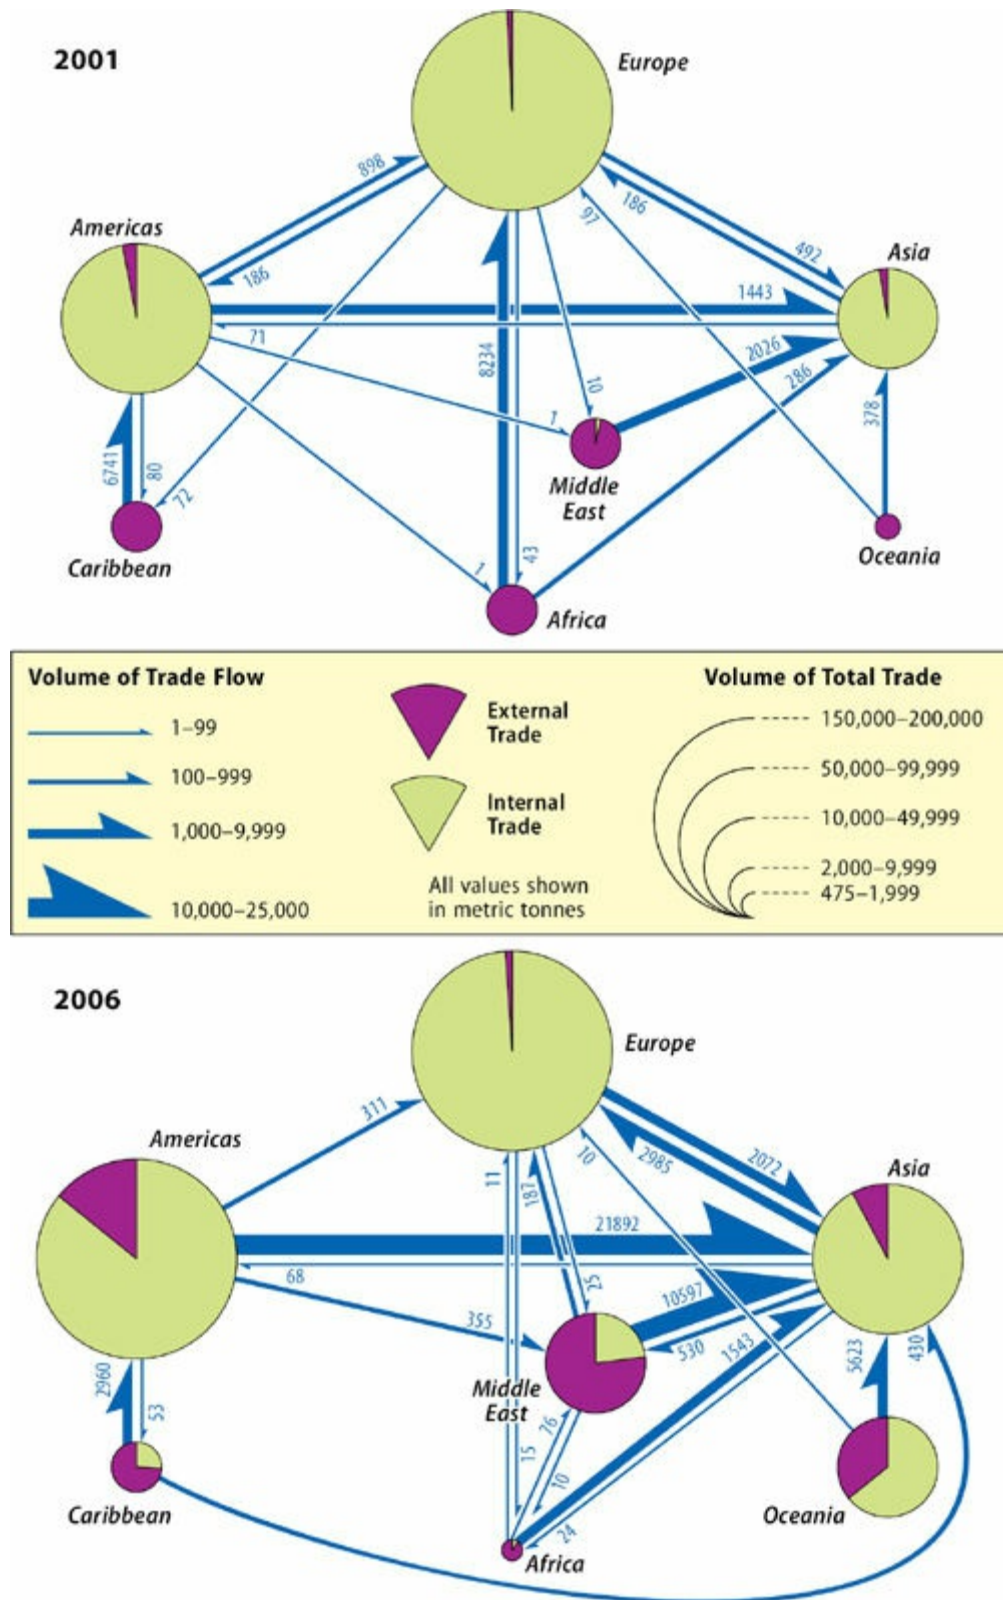 2001
Europe
898
186
97
186
492
Americas
Asia
1443
71
2026
286
8234
10
1
378
6741
80
72
Middle
East
Caribbean
Oceania
1
43
Africa
Volume of Trade Flow
1–99
100–999
1,000–9,999
10,000–25,000
External
Trade
Internal
Trade
All values shown
in metric tonnes
Volume of Total Trade
150,000–200,000
50,000–99,999
10,000–49,999
2,000–9,999
475–1,999
2006
Europe
311
Americas
11
187
10
2985
2072
Asia
21892
68
25
10597
355
530
1543
5623
430
2960
53
Middle
East
76
15
10
Caribbean
Oceania
24
Africa